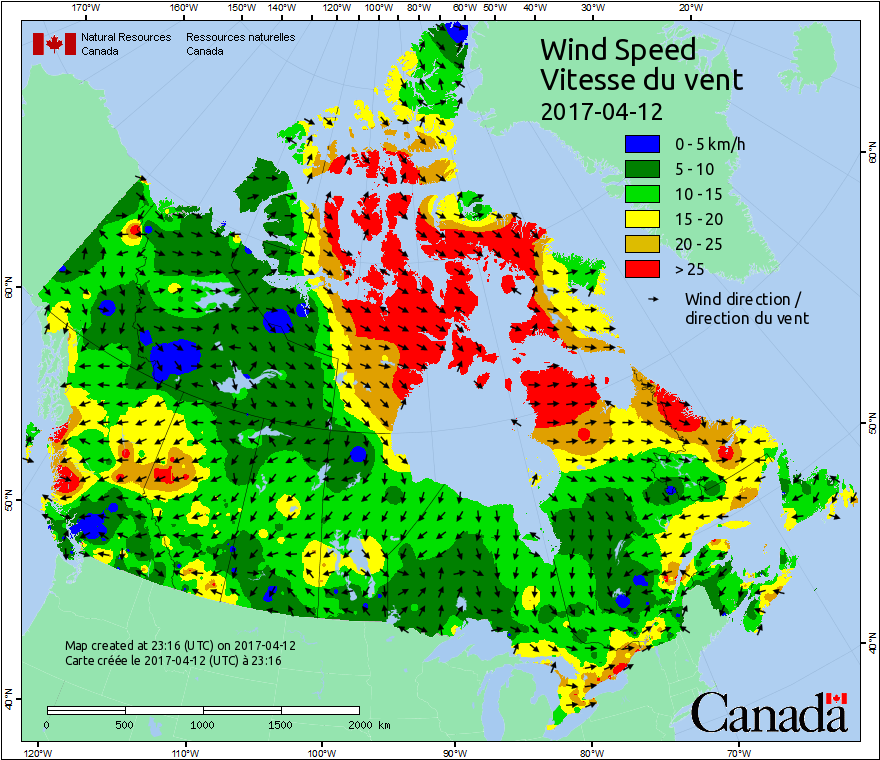 170°W 160°W 150°W 140°W 130°W 120°W 110°W 100°W 90°W 80°W 70°W 60°W 50°W 40°W 30°W 20°W
Natural Resources Canada
Ressources naturelles Canada
Wind Speed
Vitesse du vent
2017-04-12
0 - 5 km/h
5 - 10
10 - 15
15 - 20
20 - 25
> 25
Wind direction /
direction du vent
60°N
60°N
50°N
50°N
40°N
40°N
Map created at 23:16 (UTC) on 2017-04-12
Carte créée le 2017-04-12 (UTC) à 23:16
0 500 1000 1500 2000 km
Canada
120°W 110°W 100°W 90°W 80°W 70°W